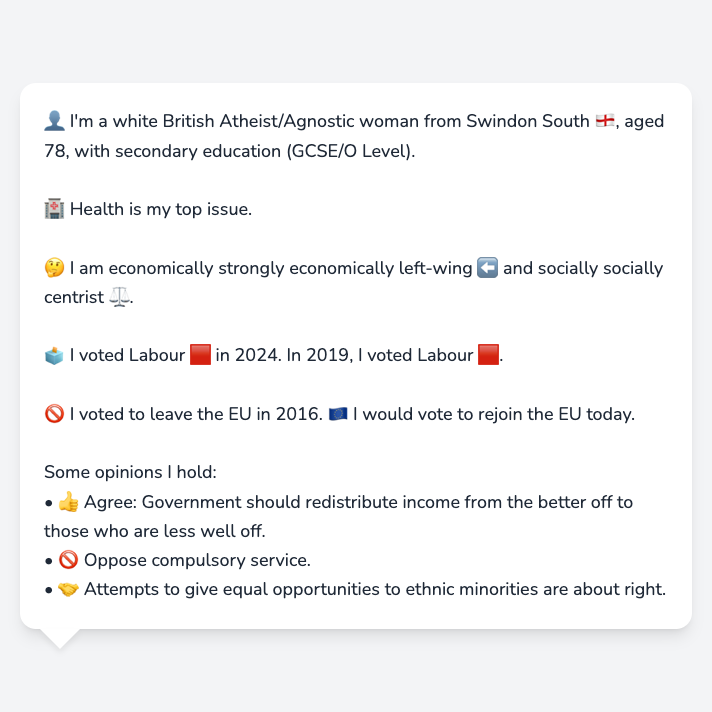 👤 I'm a white British Atheist/Agnostic woman from Swindon South 🏴󠁧󠁢󠁥󠁮󠁧󠁿, aged
78, with secondary education (GCSE/O Level).
🏥 Health is my top issue.
🤔 I am economically strongly economically left-wing ⬅️ and socially socially
centrist ⚖️.
🗳️ I voted Labour 🟥 in 2024. In 2019, I voted Labour 🟥.
🚫 I voted to leave the EU in 2016. 🇪🇺 I would vote to rejoin the EU today.
Some opinions I hold:
• 👍 Agree: Government should redistribute income from the better off to
those who are less well off.
• 🚫 Oppose compulsory service.
• 🤝 Attempts to give equal opportunities to ethnic minorities are about right.